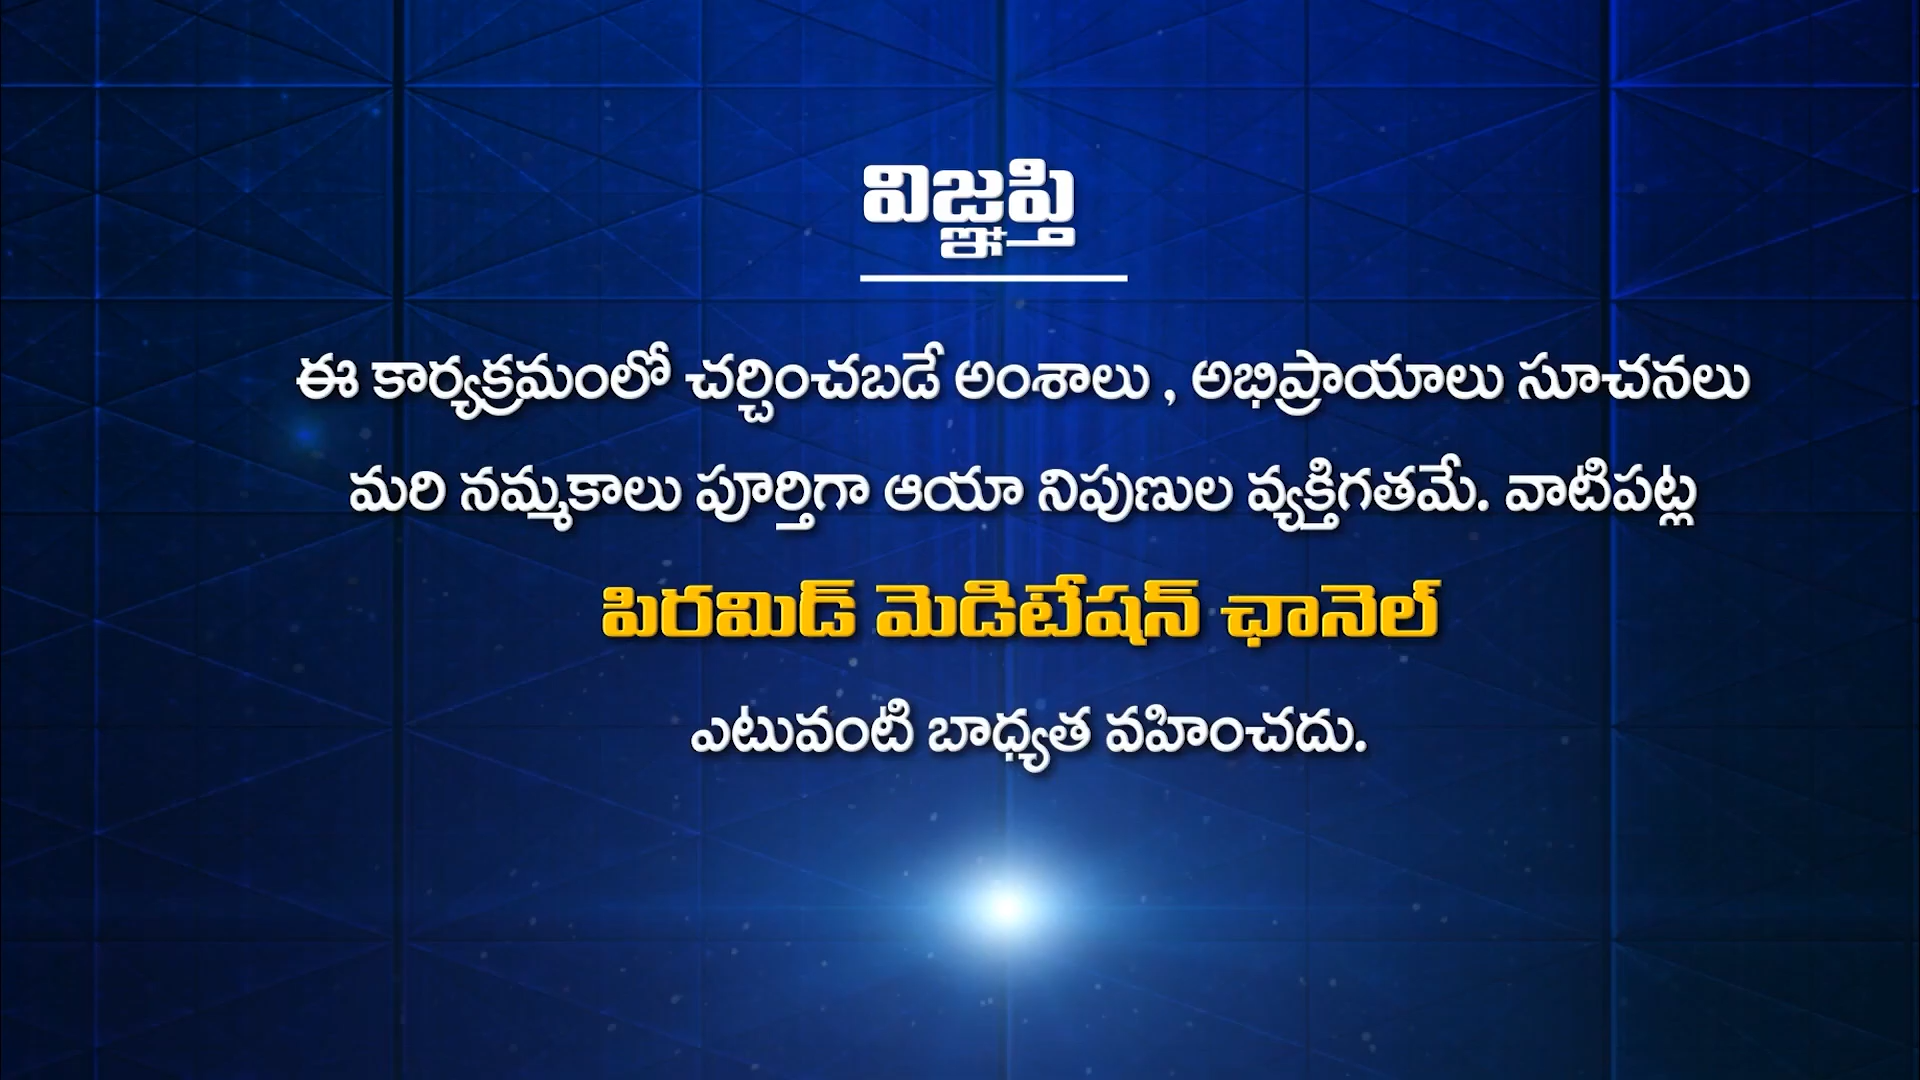 విజ్ఞప్తి
ఈ కార్యక్రమంలో చర్చించబడే అంశాలు , అభిప్రాయాలు సూచనలు
మరి నమ్మకాలు పూర్తిగా ఆయా నిపుణుల వ్యక్తిగతమే. వాటిపట్ల
పిరమిడ్ మెడిటేషన్ ఛానెల్
ఎటువంటి బాధ్యత వహించదు.